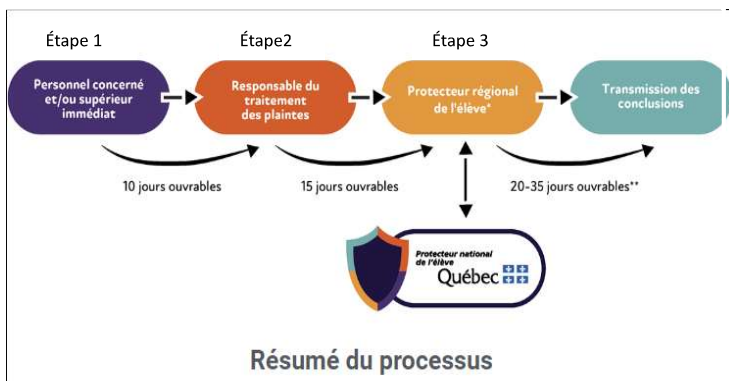 Étape 1
Étape2
Étape 3
Personnel concerné
et/ou supérieur
immédiat
Responsable du
traitement
des plaintes
Protecteur régional
de l'élève*
Transmission des
conclusions
10 jours ouvrables
15 jours ouvrables
20-35 jours ouvrables**
Protecteur national
de l'élève
Québec
Résumé du processus